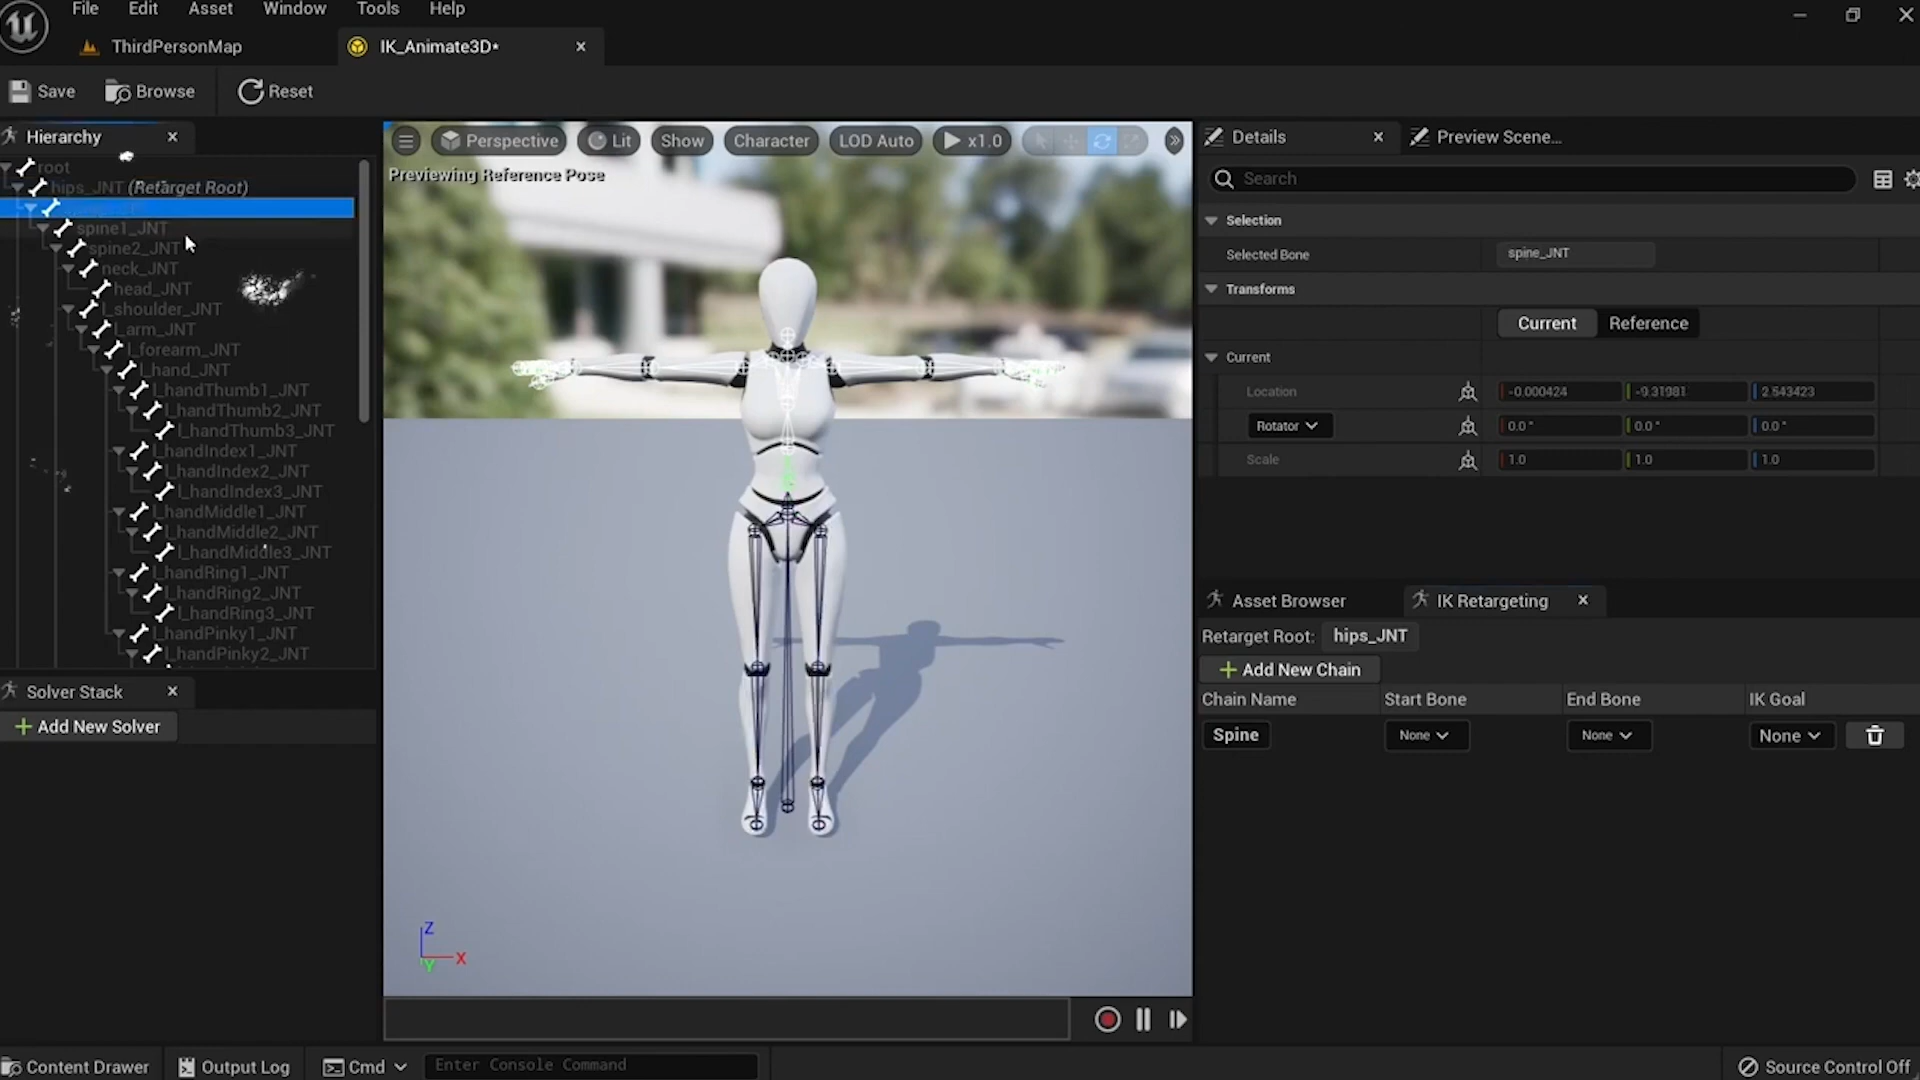 File Edit Asset Window Tools Help
ThirdPersonMap
IK_Animate3D*
Save Browse Reset
Hierarchy
root
hips_JNT (Retarget Root)
spine1_JNT
spine2_JNT
neck_JNT
head_JNT
l_shoulder_JNT
l_arm_JNT
l_forearm_JNT
l_hand_JNT
l_handThumb1_JNT
l_handThumb2_JNT
l_handThumb3_JNT
l_handIndex1_JNT
l_handIndex2_JNT
l_handIndex3_JNT
l_handMiddle1_JNT
l_handMiddle2_JNT
l_handMiddle3_JNT
l_handRing1_JNT
l_handRing2_JNT
l_handRing3_JNT
l_handPinky1_JNT
l_handPinky2_JNT
Solver Stack
+ Add New Solver
Perspective Lit Show Character LOD Auto x1.0
Previewing Reference Pose
Z
X
Y
Details
Preview Scene...
Search
Selection
Selected Bone spine_JNT
Transforms
Current Reference
Current
Location -0.000424 -9.31981 2.543423
Rotator 0.0° 0.0° 0.0°
Scale 1.0 1.0 1.0
Asset Browser
IK Retargeting
Retarget Root: hips_JNT
+ Add New Chain
Chain Name Start Bone End Bone IK Goal
Spine None None None
Content Drawer Output Log Cmd Enter Console Command Source Control Off